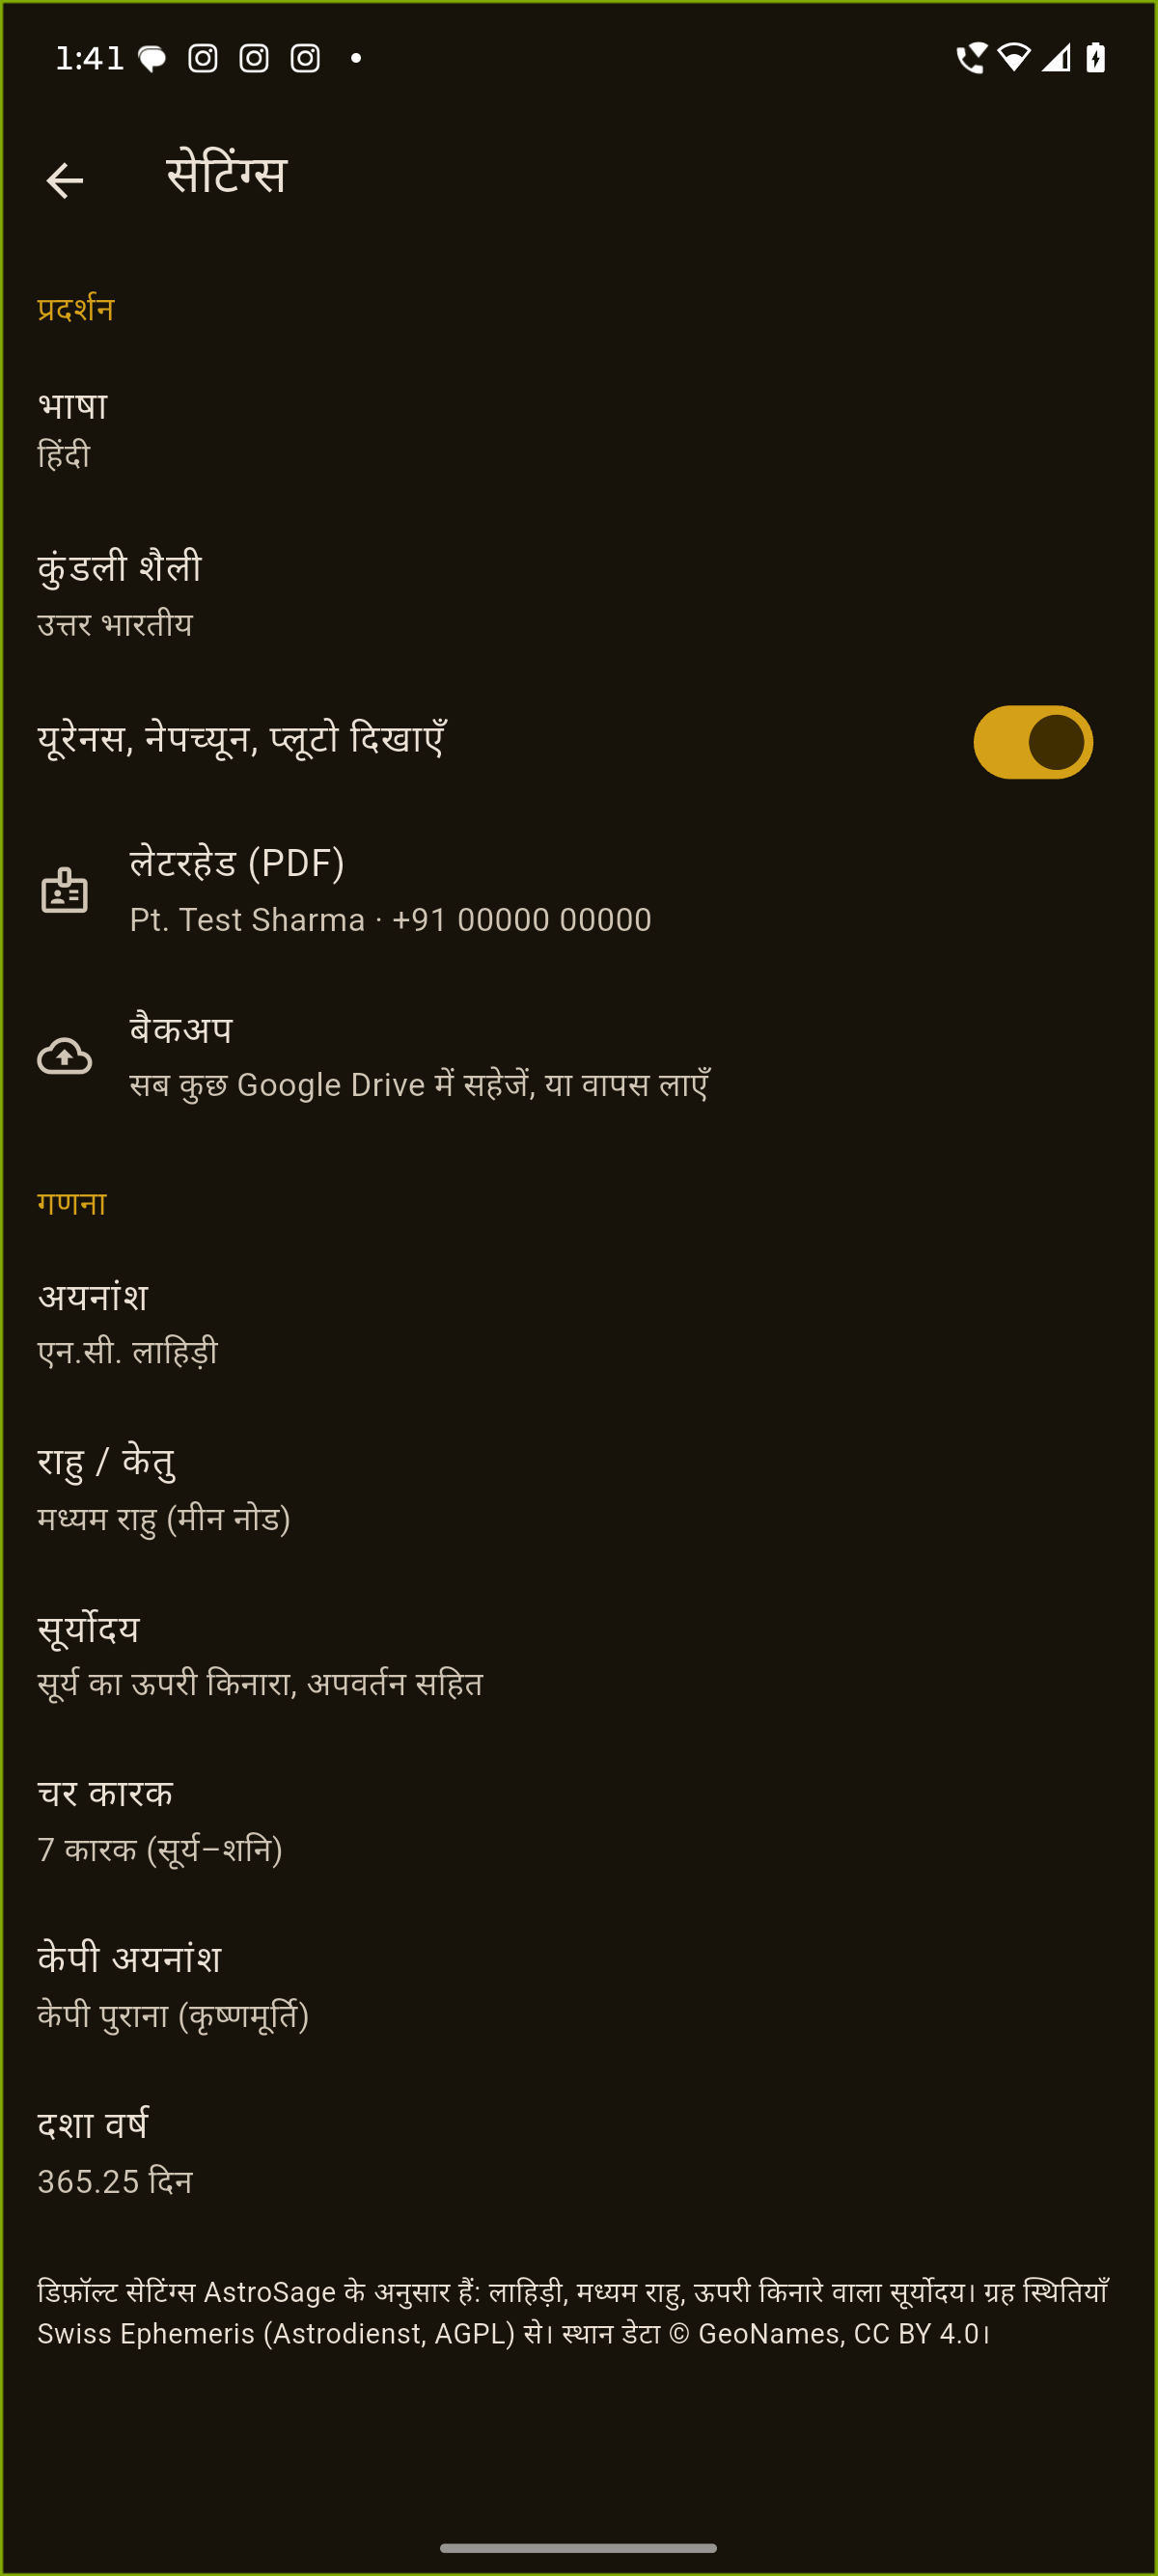 1:41
सेटिंग्स
प्रदर्शन
भाषा
हिंदी
कुंडली शैली
उत्तर भारतीय
यूरेनस, नेपच्यून, प्लूटो दिखाएँ
लेटरहेड (PDF)
Pt. Test Sharma · +91 00000 00000
बैकअप
सब कुछ Google Drive में सहेजें, या वापस लाएँ
गणना
अयनांश
एन.सी. लाहिड़ी
राहु / केतु
मध्यम राहु (मीन नोड)
सूर्योदय
सूर्य का ऊपरी किनारा, अपवर्तन सहित
चर कारक
7 कारक (सूर्य–शनि)
केपी अयनांश
केपी पुराना (कृष्णमूर्ति)
दशा वर्ष
365.25 दिन
डिफ़ॉल्ट सेटिंग्स AstroSage के अनुसार हैं: लाहिड़ी, मध्यम राहु, ऊपरी किनारे वाला सूर्योदय। ग्रह स्थितियाँ
Swiss Ephemeris (Astrodienst, AGPL) से। स्थान डेटा © GeoNames, CC BY 4.0।